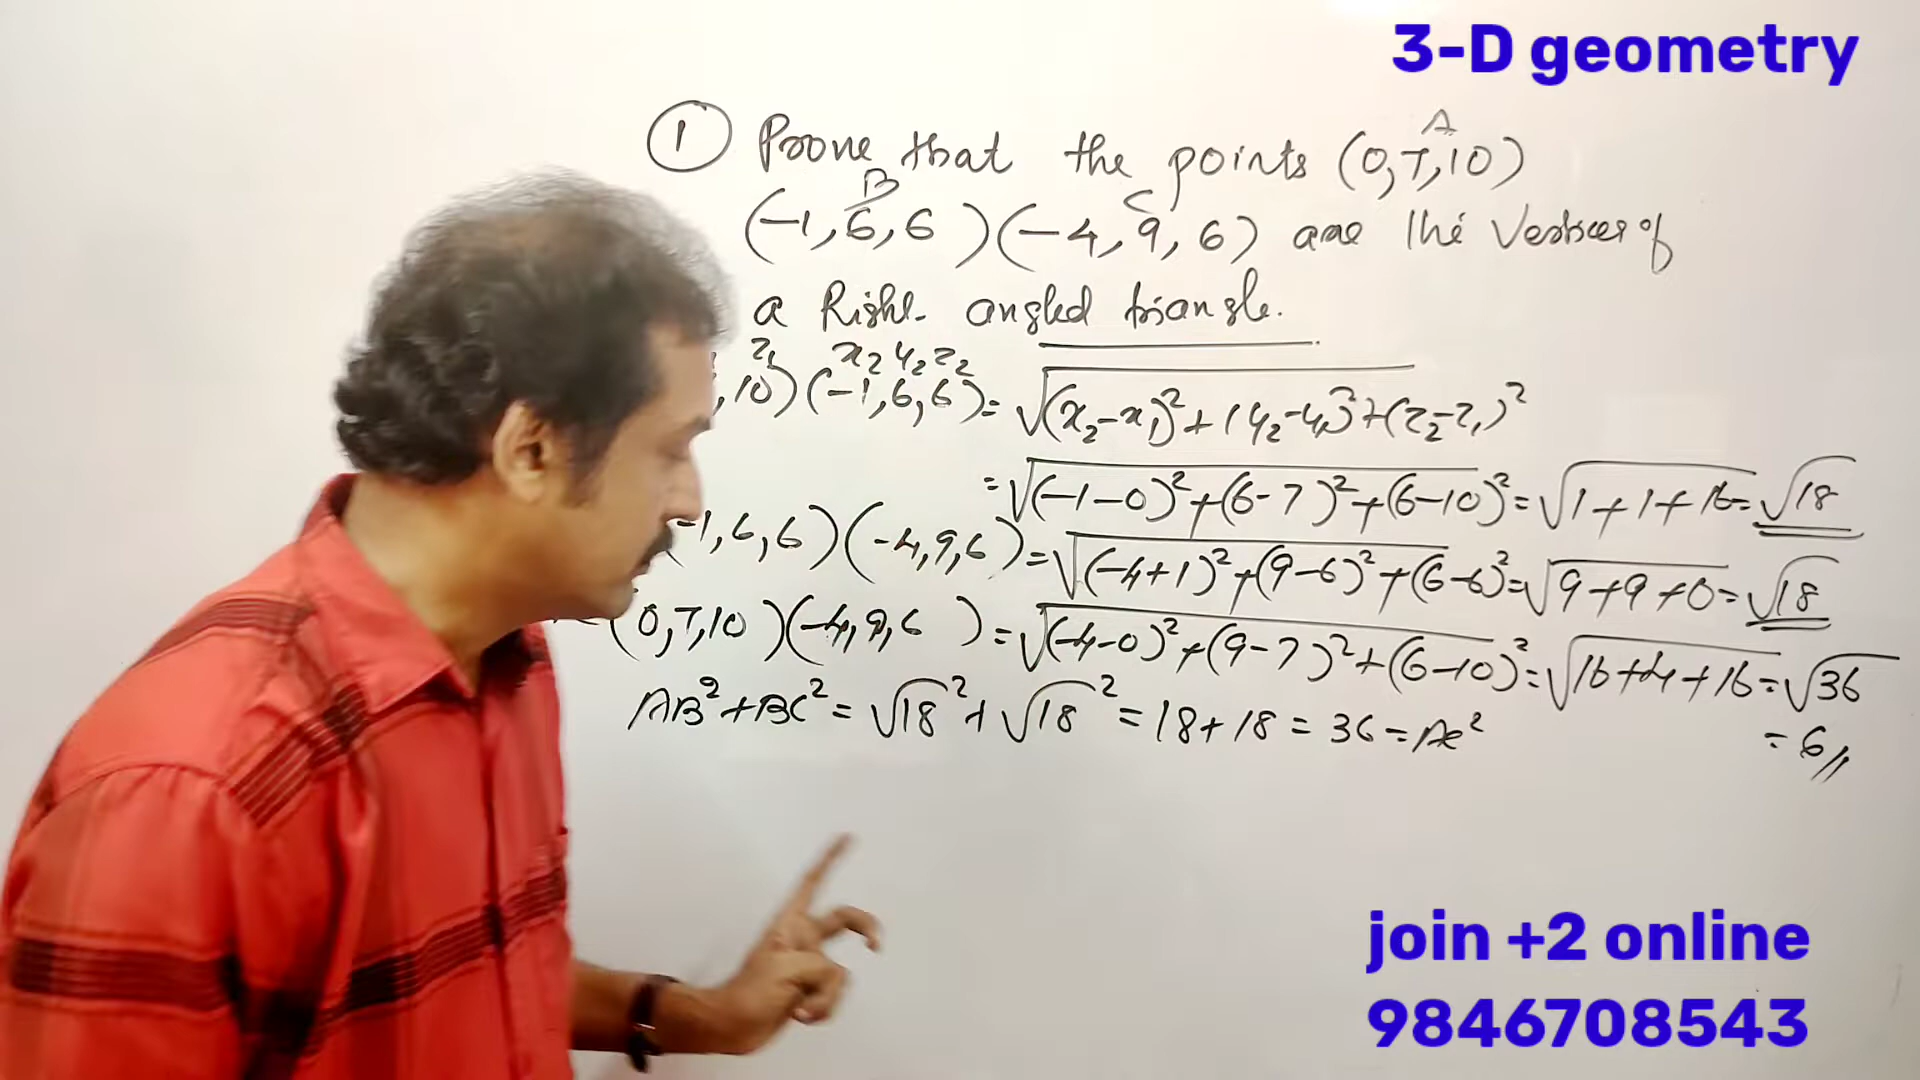 3-D geometry
① Prove that the points (0,7,10) A
(-1,6,6) B (-4,9,6) C are the vertices of
a Right angled triangle.
z₁ x₂ y₂ z₂
,10)(-1,6,6) = √(x₂-x₁)²+(y₂-y₁)²+(z₂-z₁)²
= √(-1-0)²+(6-7)²+(6-10)² = √1+1+16 = √18
-1,6,6)(-4,9,6) = √(-4+1)²+(9-6)²+(6-6)² = √9+9+0 = √18
(0,7,10)(-4,9,6) = √(-4-0)²+(9-7)²+(6-10)² = √16+4+16 = √36
AB²+BC² = √18²+√18² = 18+18 = 36 = AC²
= 6//
join +2 online
9846708543